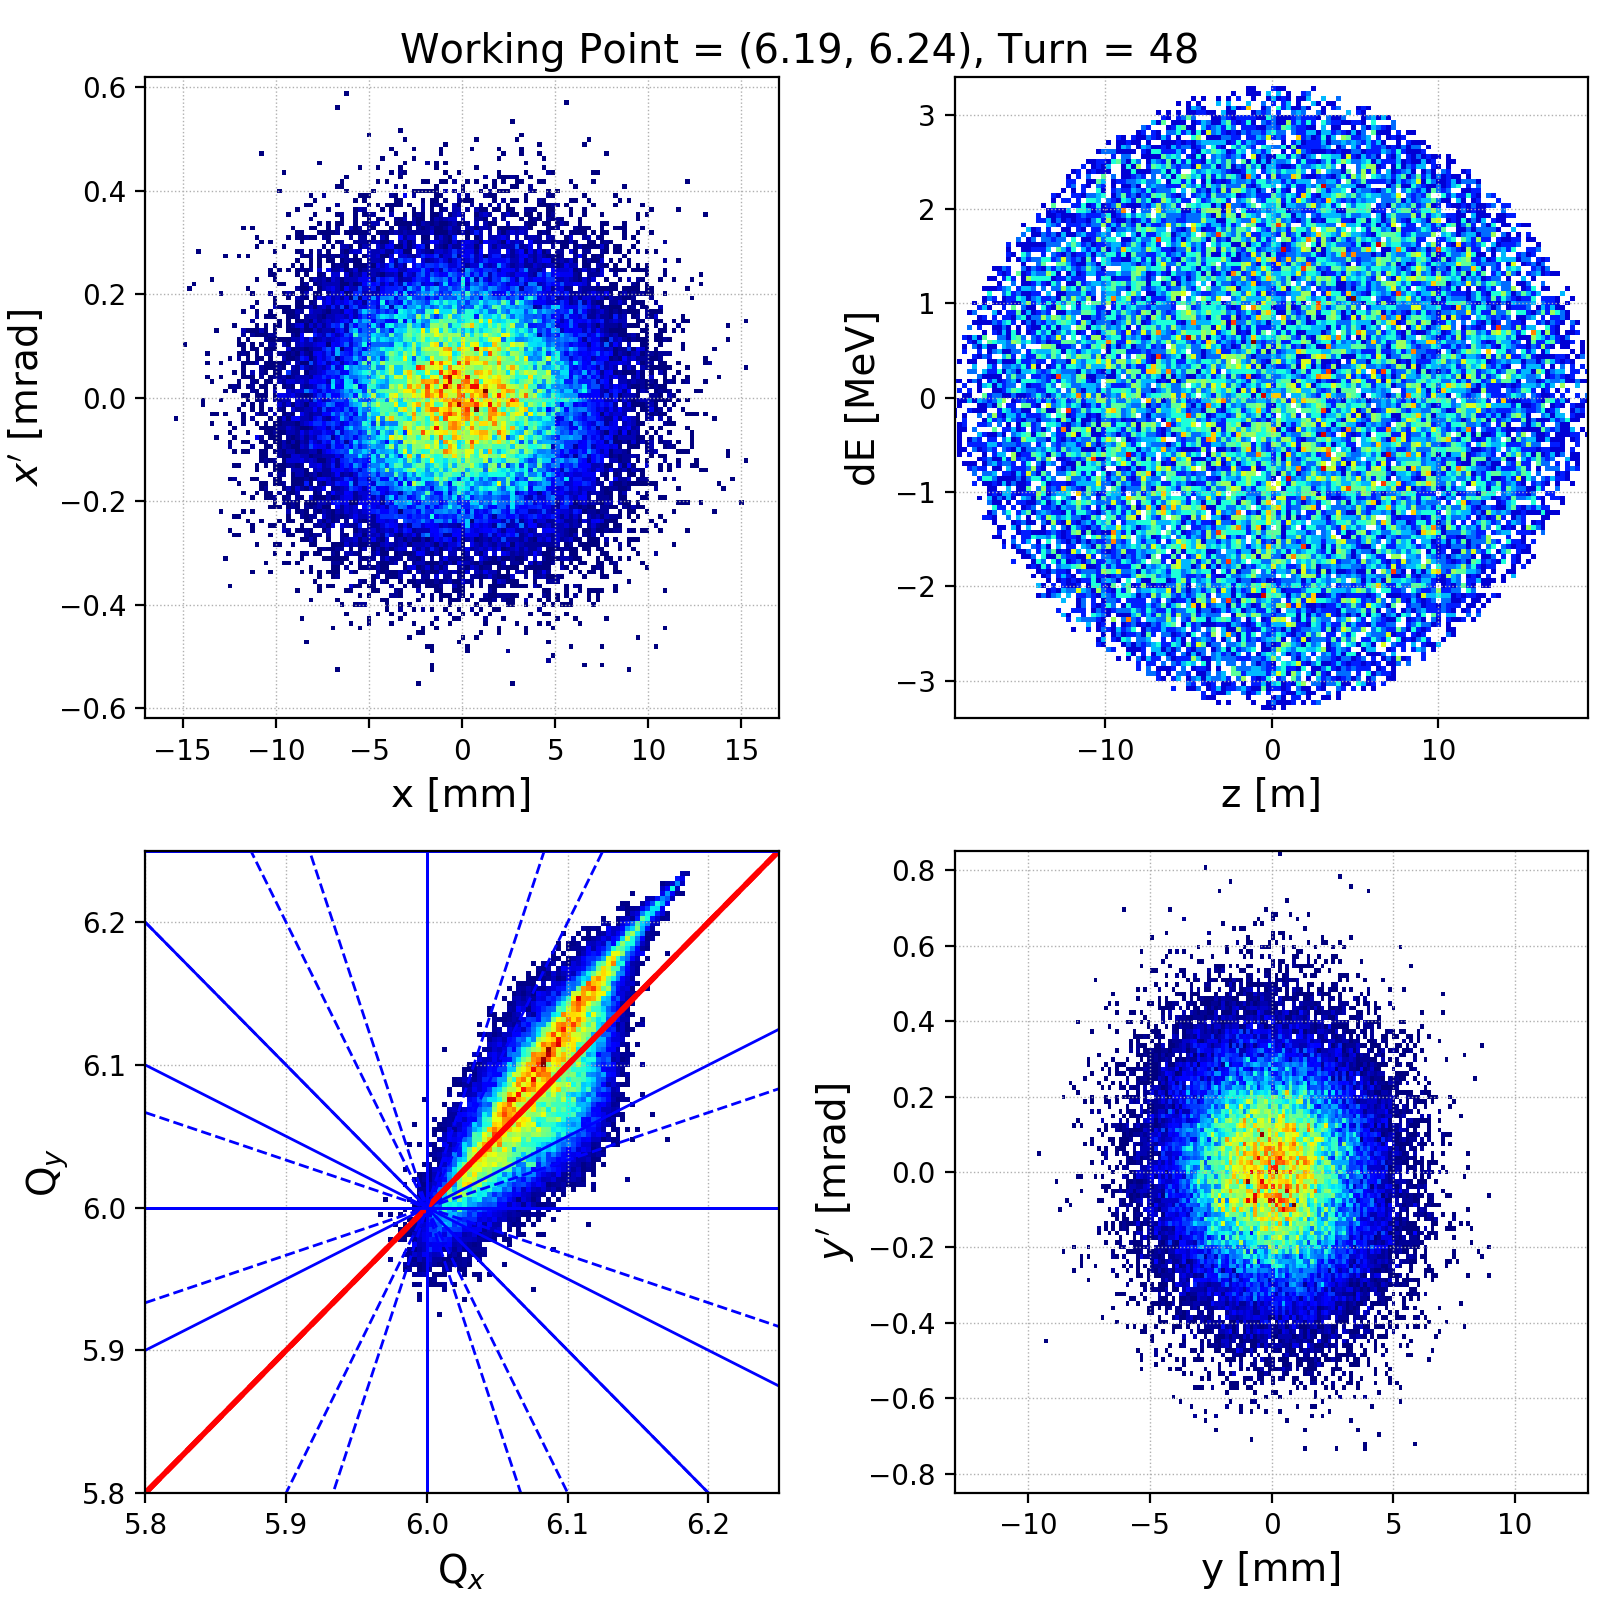 Working Point = (6.19, 6.24), Turn = 48
0.6
0.4
0.2
0.0
−0.2
−0.4
−0.6
x′ [mrad]
−15 −10 −5 0 5 10 15
x [mm]
3
2
1
0
−1
−2
−3
dE [MeV]
−10 0 10
z [m]
6.2
6.1
6.0
5.9
5.8
Qy
5.8 5.9 6.0 6.1 6.2
Qx
0.8
0.6
0.4
0.2
0.0
−0.2
−0.4
−0.6
−0.8
y′ [mrad]
−10 −5 0 5 10
y [mm]